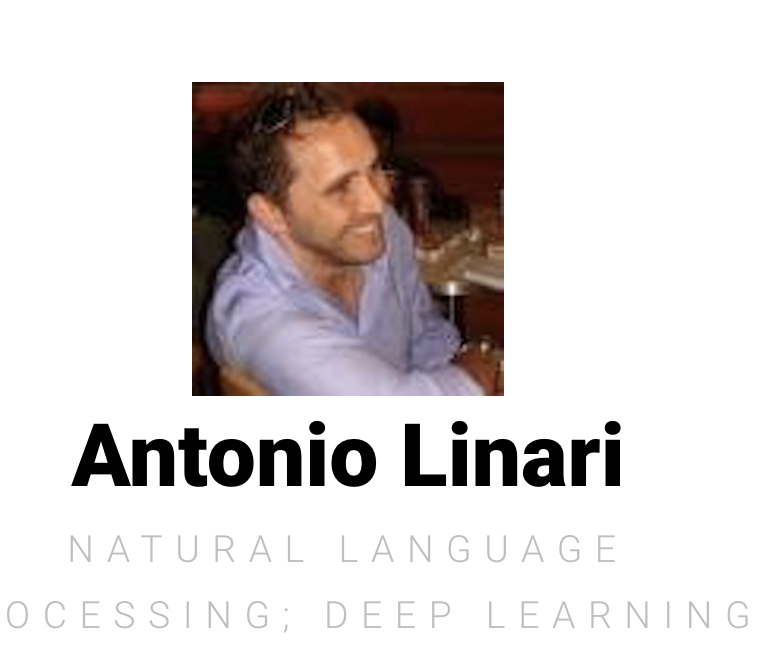 Antonio Linari
NATURAL LANGUAGE
OCESSING; DEEP LEARNING